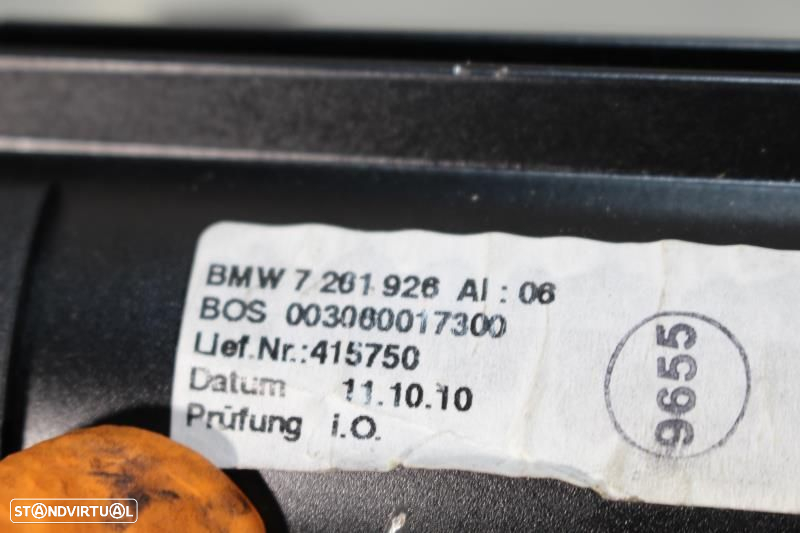 BMW 7 261 926 AI : 06
BOS 003060017300
Lief.Nr.:415750
Datum 11.10.10
Prüfung i.O.
9655
STANDVIRTUAL